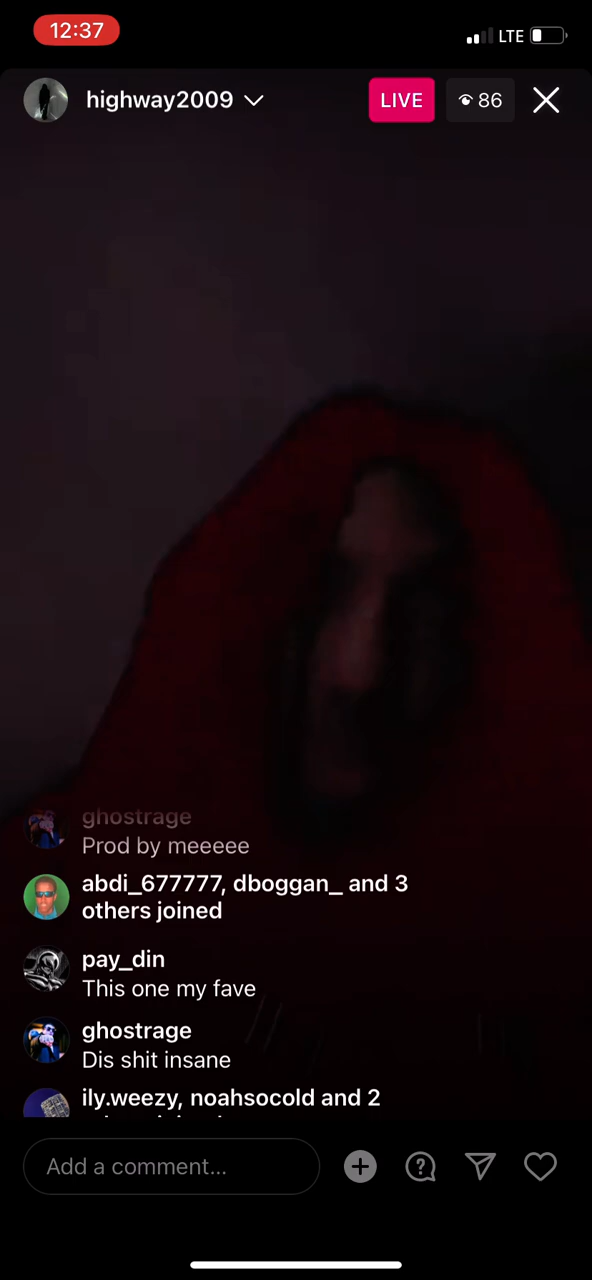 12:37
LTE
highway2009
LIVE
86
ghostrage
Prod by meeeee
abdi_677777, dboggan_ and 3
others joined
pay_din
This one my fave
ghostrage
Dis shit insane
ily.weezy, noahsocold and 2
Add a comment...